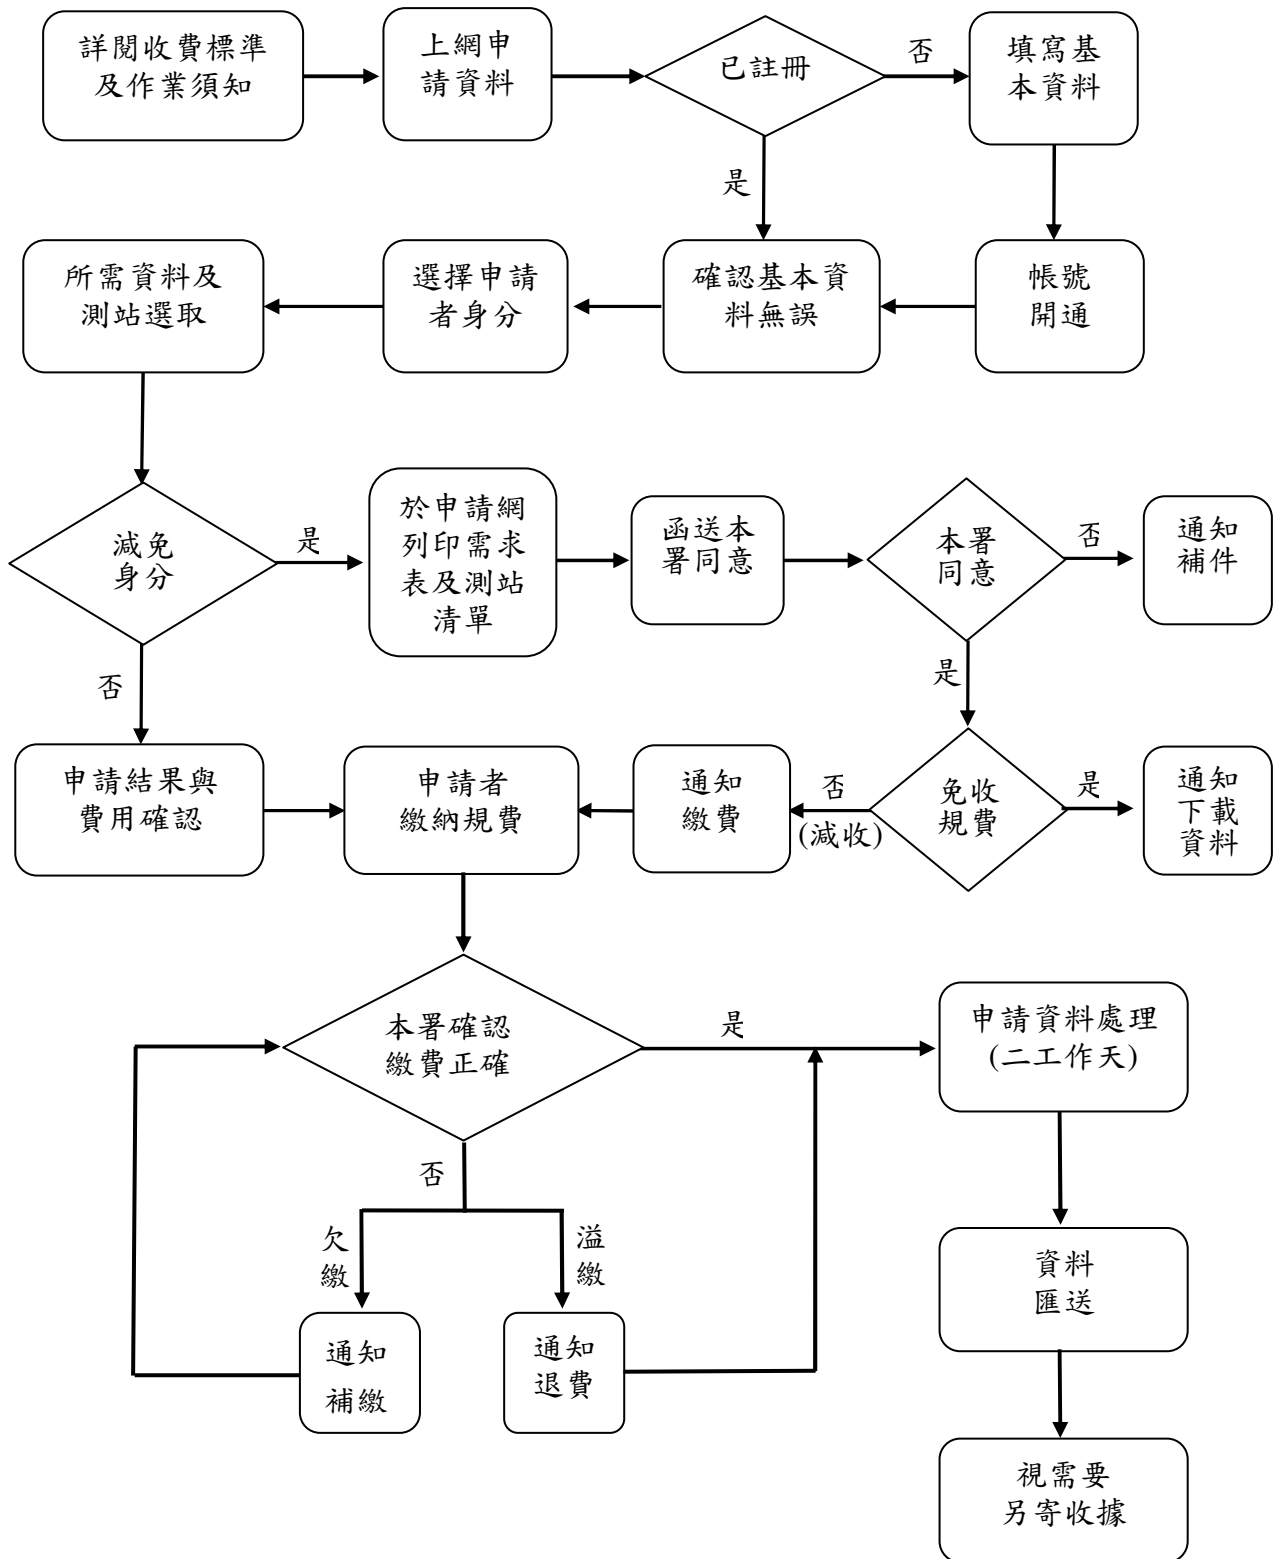 詳閱收費標準
及作業須知
上網申
請資料
已註冊
否
填寫基
本資料
是
所需資料及
測站選取
選擇申請
者身分
確認基本資
料無誤
帳號
開通
減免
身分
是
於申請網
列印需求
表及測站
清單
函送本
署同意
本署
同意
否
通知
補件
否
是
申請結果與
費用確認
申請者
繳納規費
通知
繳費
否
(減收)
免收
規費
是
通知
下載
資料
本署確認
繳費正確
是
申請資料處理
(二工作天)
否
欠
繳
溢
繳
資料
匯送
通知
補繳
通知
退費
視需要
另寄收據